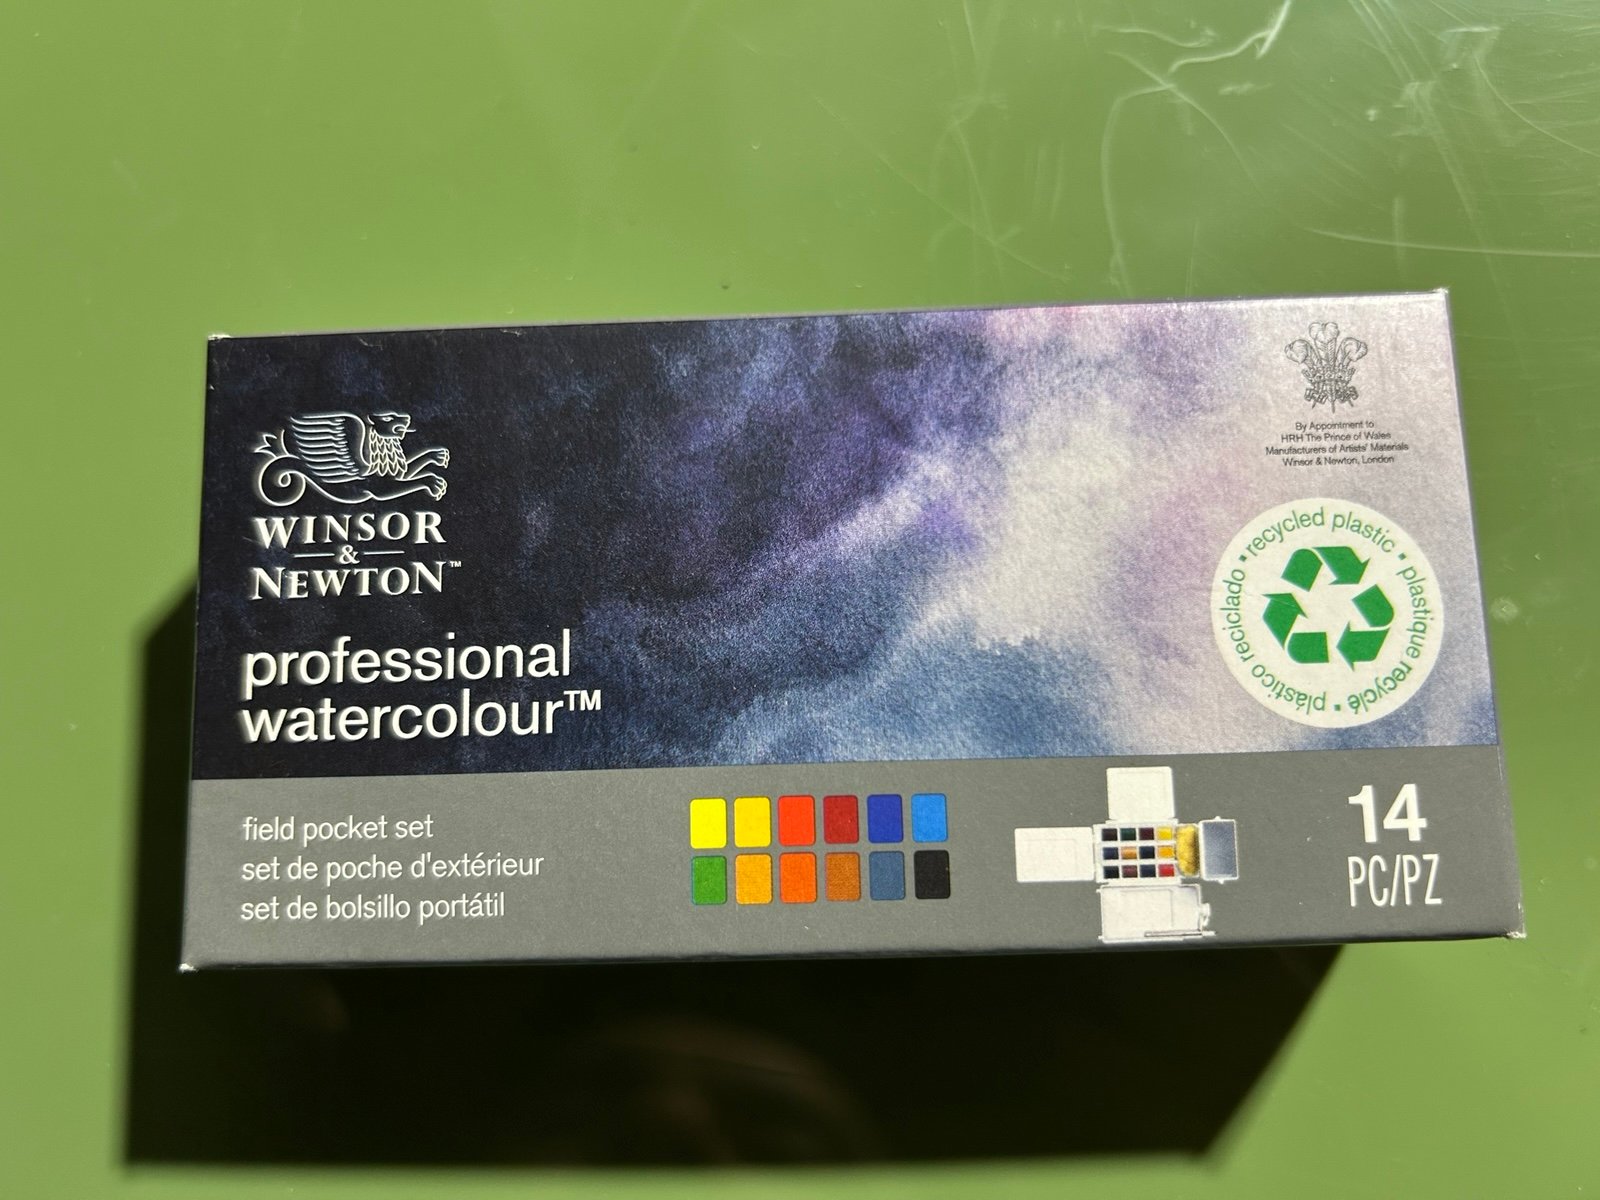 WINSOR
&
NEWTON™
professional
watercolour™
By Appointment to
HRH The Prince of Wales
Manufacturers of Artists' Materials
Winsor & Newton, London
recycled plastic • plastique recyclé • plástico reciclado •
field pocket set
set de poche d'extérieur
set de bolsillo portátil
14
PC/PZ